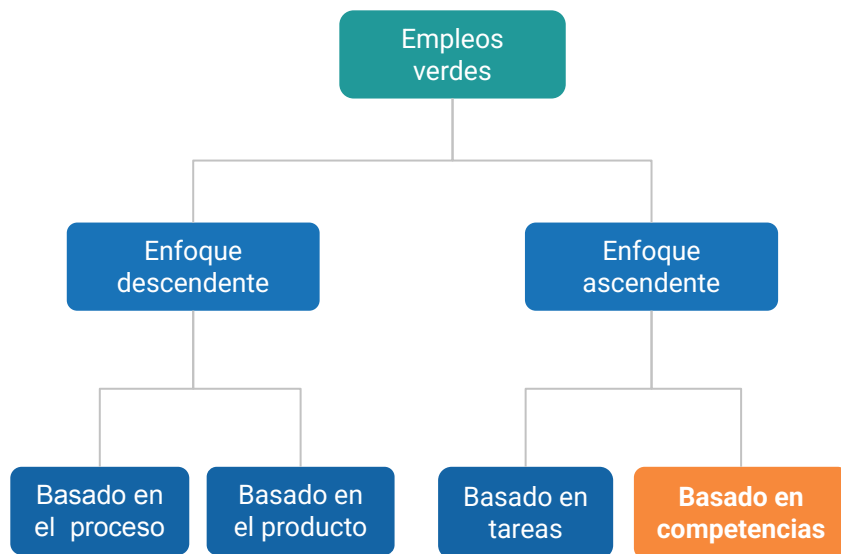 Empleos
verdes
Enfoque
descendente
Enfoque
ascendente
Basado en
el proceso
Basado en
el producto
Basado en
tareas
Basado en
competencias